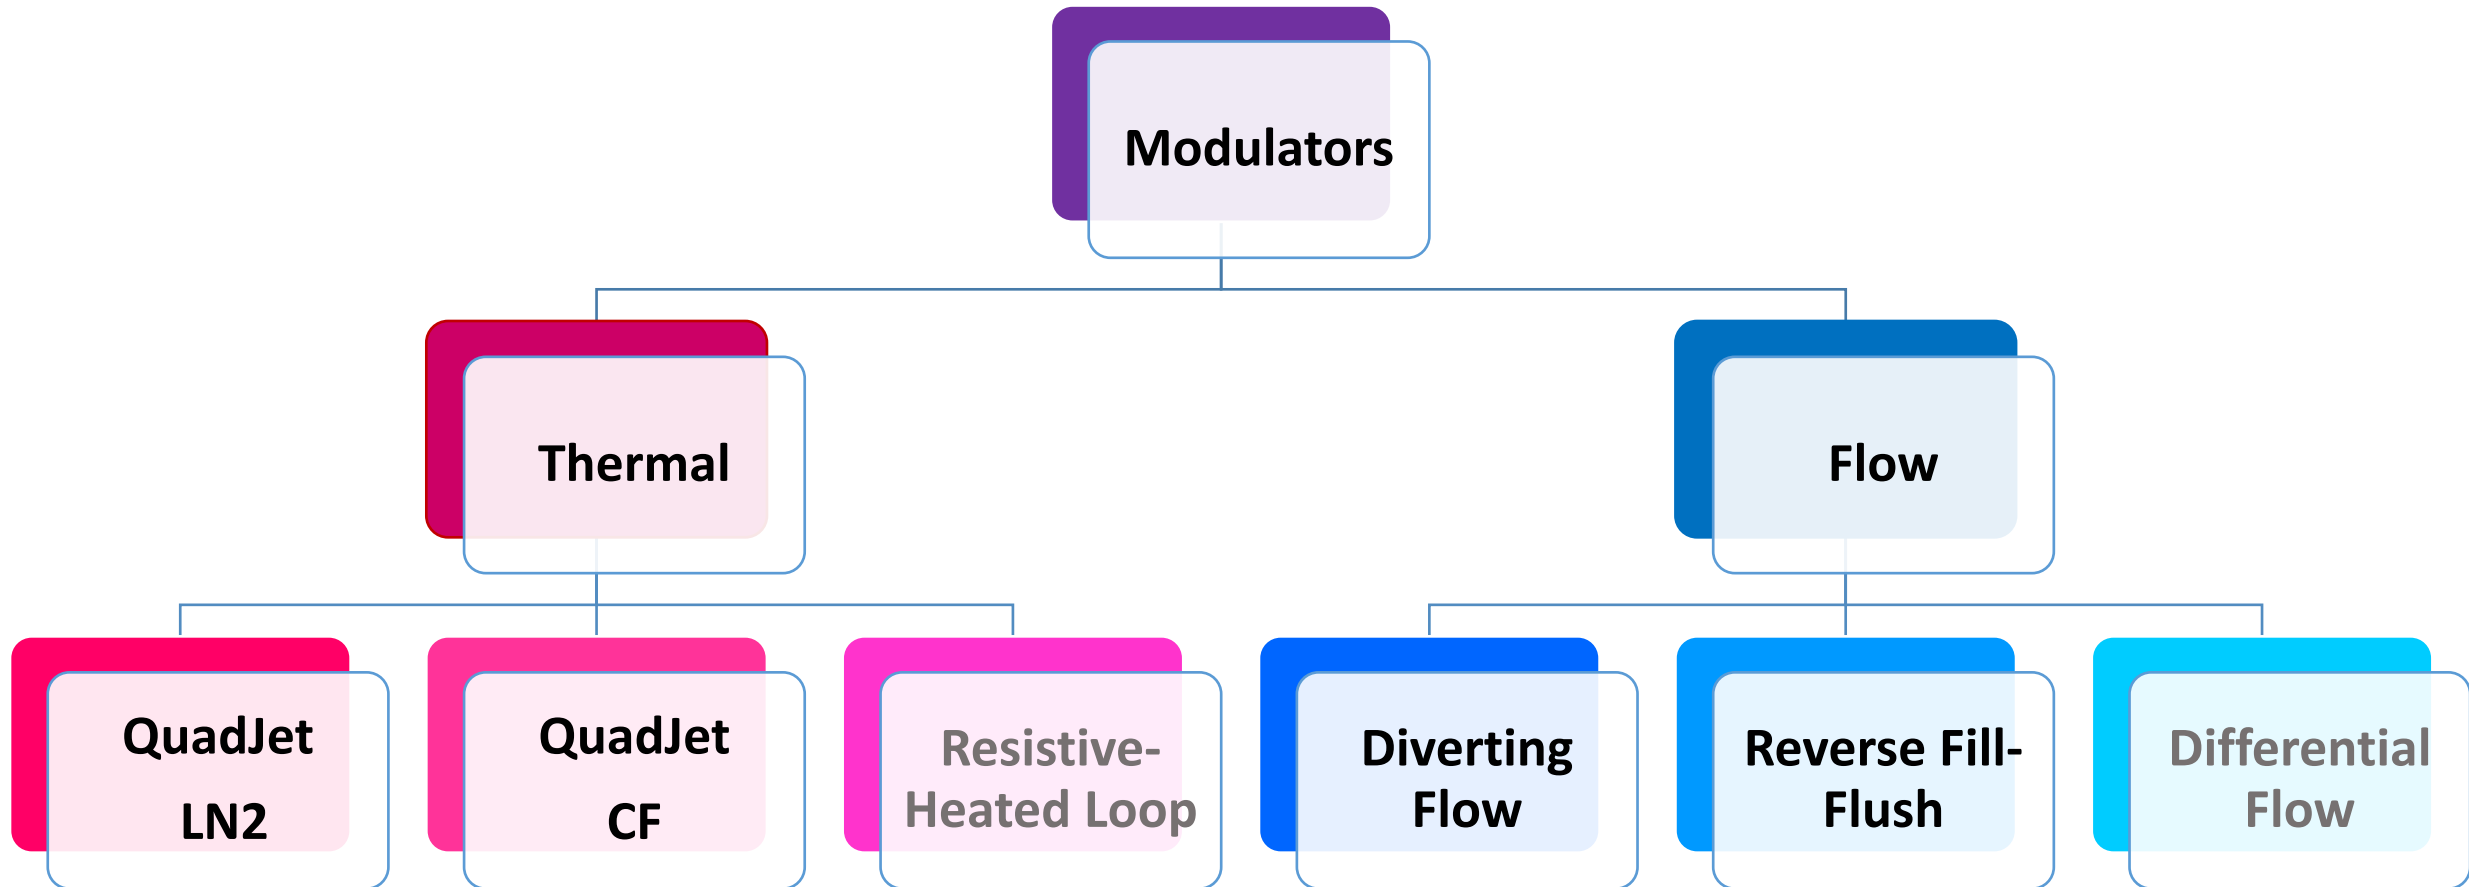 Modulators
Thermal
Flow
QuadJet
LN2
QuadJet
CF
Resistive-
Heated Loop
Diverting
Flow
Reverse Fill-
Flush
Differential
Flow